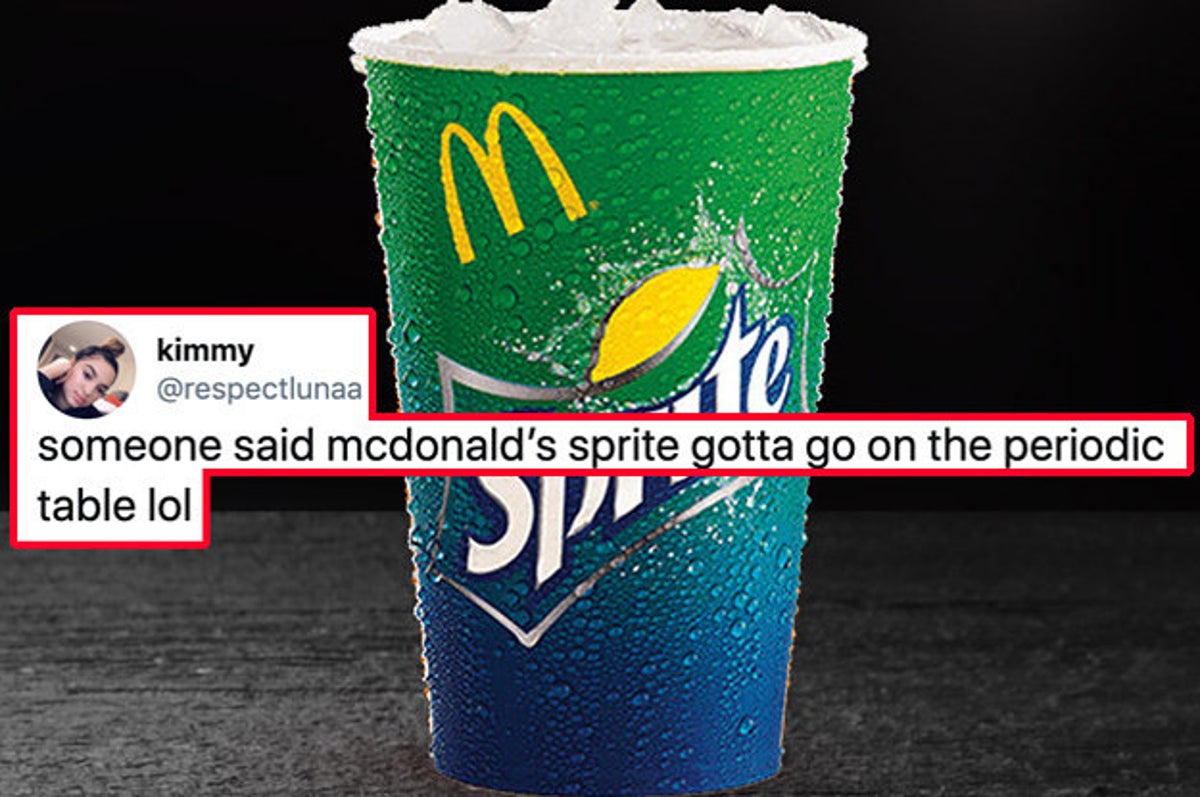 kimmy
@respectlunaa
someone said mcdonald's sprite gotta go on the periodic
table lol
Sprite